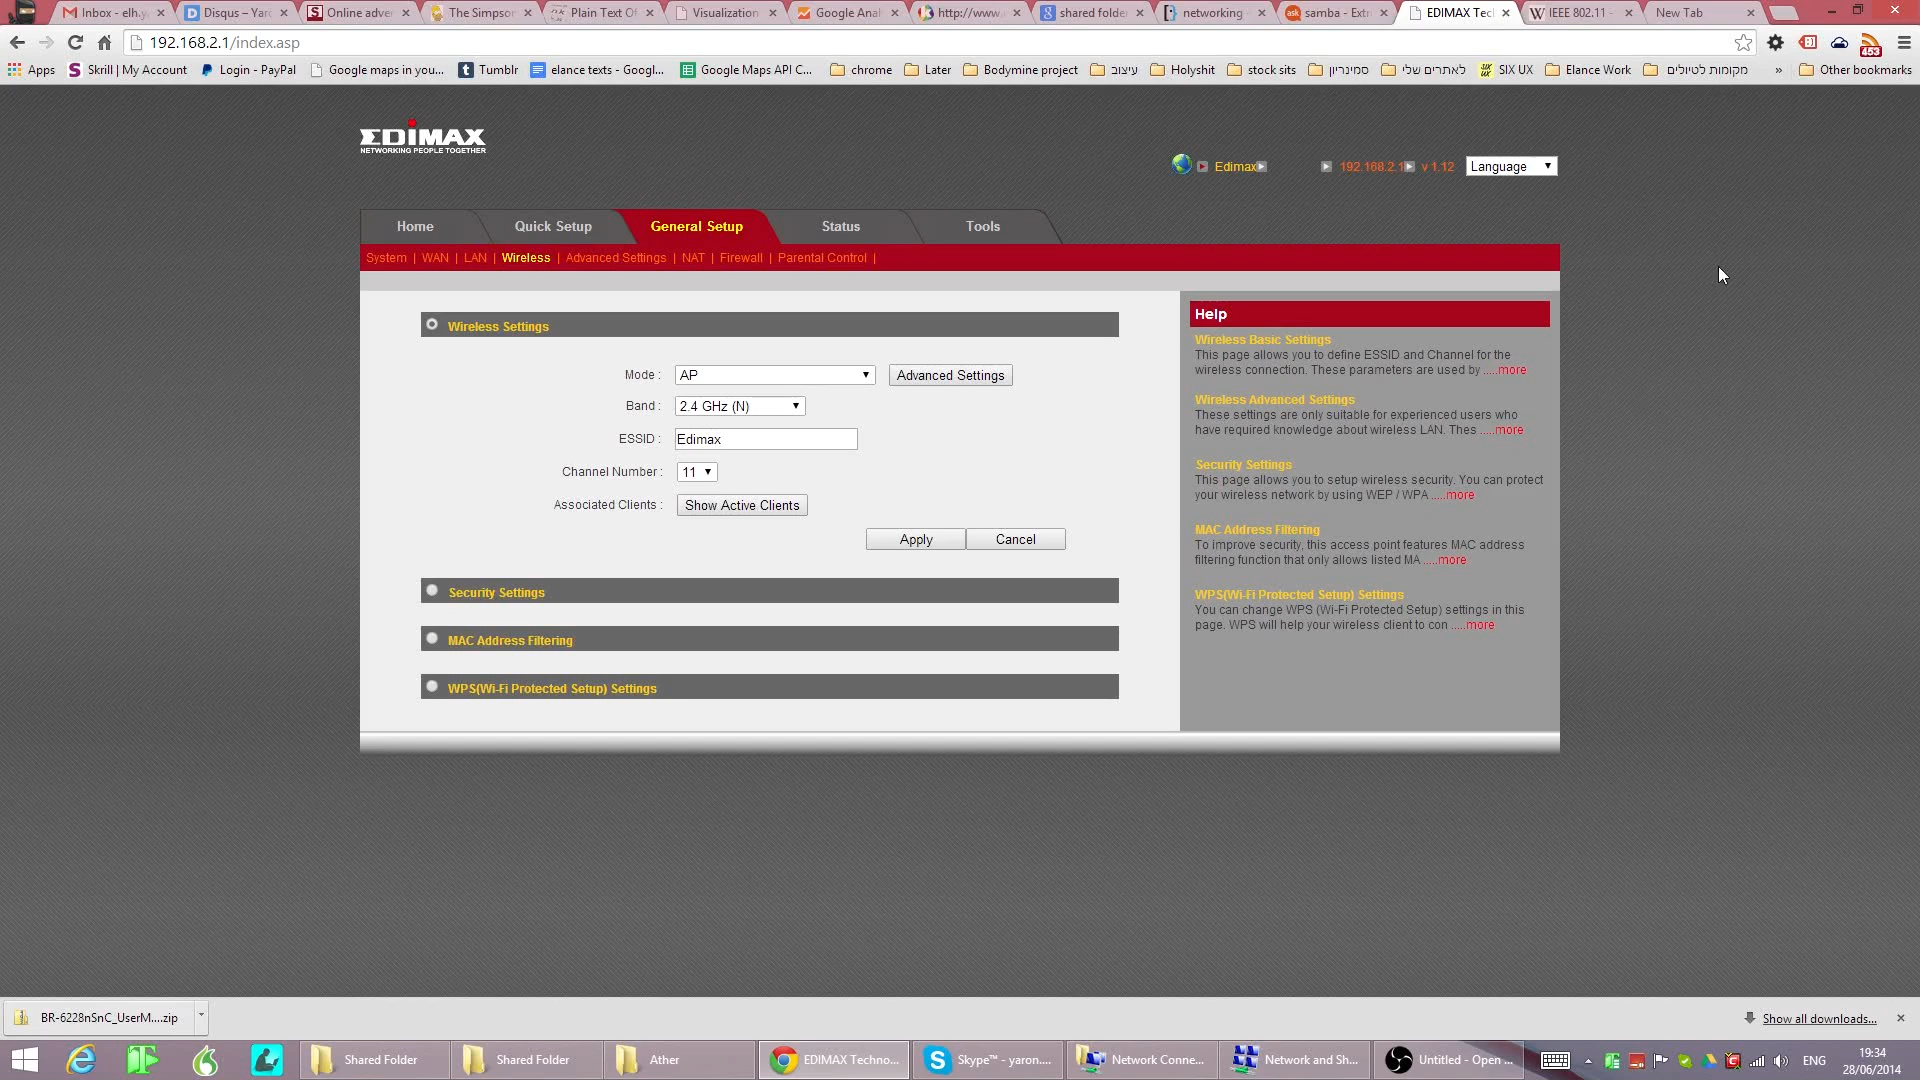 Inbox - elh.y
Disqus – Yaro
Online adver
The Simpson
Plain Text Of
Visualization
Google Anal
http://www.
shared folder
networking -
samba - Extr
EDIMAX Tec
IEEE 802.11 -
New Tab
192.168.2.1/index.asp
453
Apps
Skrill | My Account
Login - PayPal
Google maps in you...
Tumblr
elance texts - Googl...
Google Maps API C...
chrome
Later
Bodymine project
עיצוב
Holyshit
stock sits
סמינריון
לאתרים שלי
SIX UX
Elance Work
מקומות לטיולים
»
Other bookmarks
EDIMAX
NETWORKING PEOPLE TOGETHER
Edimax
192.168.2.1
v 1.12
Language
Home
Quick Setup
General Setup
Status
Tools
System | WAN | LAN | Wireless | Advanced Settings | NAT | Firewall | Parental Control |
Wireless Settings
Mode : AP Advanced Settings
Band : 2.4 GHz (N)
ESSID : Edimax
Channel Number : 11
Associated Clients : Show Active Clients
Apply Cancel
Security Settings
MAC Address Filtering
WPS(Wi-Fi Protected Setup) Settings
Help
Wireless Basic Settings
This page allows you to define ESSID and Channel for the
wireless connection. These parameters are used by .....more
Wireless Advanced Settings
These settings are only suitable for experienced users who
have required knowledge about wireless LAN. Thes .....more
Security Settings
This page allows you to setup wireless security. You can protect
your wireless network by using WEP / WPA .....more
MAC Address Filtering
To improve security, this access point features MAC address
filtering function that only allows listed MA .....more
WPS(Wi-Fi Protected Setup) Settings
You can change WPS (Wi-Fi Protected Setup) settings in this
page. WPS will help your wireless client to con .....more
BR-6228nSnC_UserM....zip
Show all downloads...
Shared Folder
Shared Folder
Ather
EDIMAX Techno...
Skype™ - yaron....
Network Conne...
Network and Sh...
Untitled - Open ...
ENG
19:34
28/06/2014